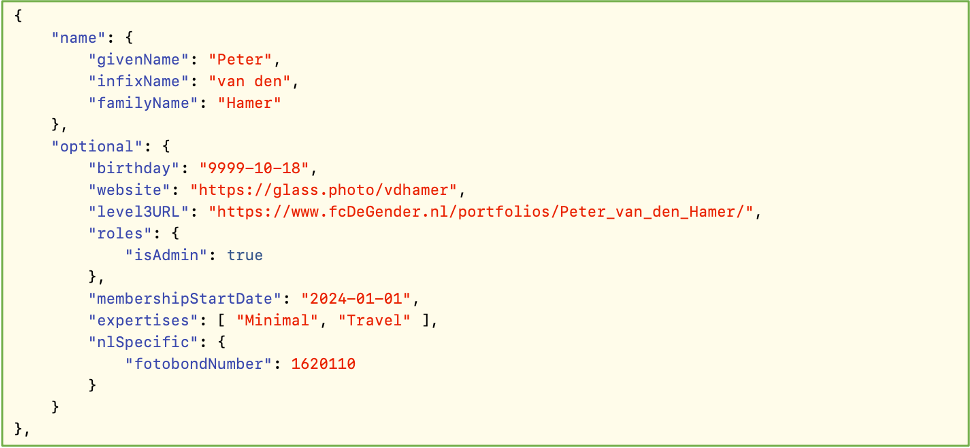 {
    "name": {
        "givenName": "Peter",
        "infixName": "van den",
        "familyName": "Hamer"
    },
    "optional": {
        "birthday": "9999-10-18",
        "website": "https://glass.photo/vdhamer",
        "level3URL": "https://www.fcDeGender.nl/portfolios/Peter_van_den_Hamer/",
        "roles": {
            "isAdmin": true
        },
        "membershipStartDate": "2024-01-01",
        "expertises": [ "Minimal", "Travel" ],
        "nlSpecific": {
            "fotobondNumber": 1620110
        }
    }
},